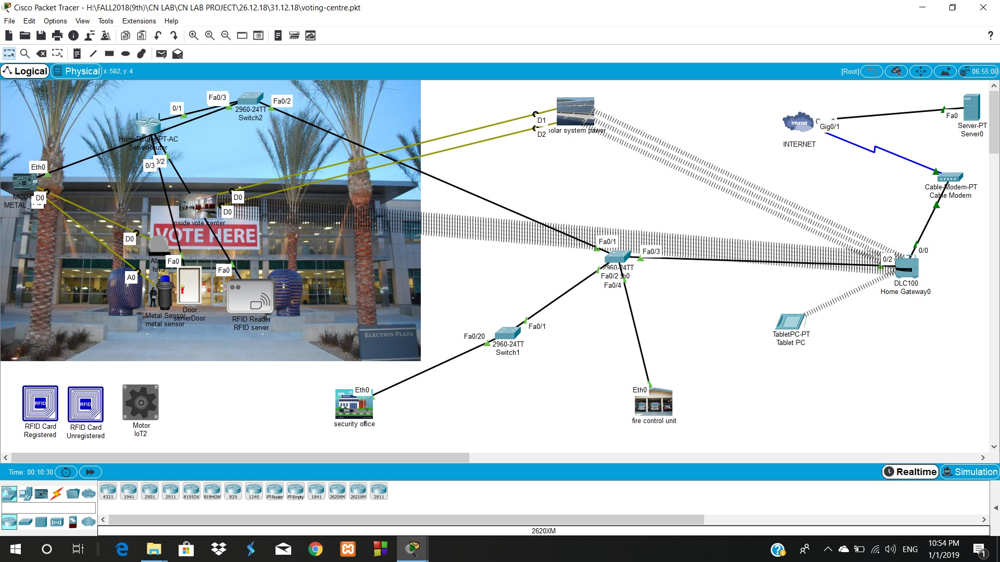 Cisco Packet Tracer - H:\FALL2018(9th)\CN LAB\CN LAB PROJECT\26.12.18\31.12.18\voting-centre.pkt
File Edit Options View Tools Extensions Help
Logical Physical x: 582, y: 4 [Root] 06:55:00
Fa0/3
Fa0/2
0/1
2960-24TT
Switch2
HomeRouter-PT-AC
ServerRouter
0/2
0/3
Eth0
MCU-
METAL_
D0
D0
D0
inside vote center
VOTE HERE
D0
Alarm
IoT3
Fa0
Fa0
A0
Metal Sensor
metal sensor
Door
serverDoor
RFID Reader
RFID server
ELECTION PLAZA
D1
D2
solar system power
Internet
Gig0/1
INTERNET
Fa0
Server-PT
Server0
Cable-Modem-PT
Cable Modem
0/0
0/2
DLC100
Home Gateway0
TabletPC-PT
Tablet PC
Fa0/1
Fa0/3
2960-24TT
Fa0/2
Fa0/4
Fa0/1
Fa0/20
2960-24TT
Switch1
Eth0
POLICE
security office
Eth0
fire control unit
RFID
RFID Card
Registered
RFID
RFID Card
Unregistered
Motor
IoT2
Time: 00:10:30 Realtime Simulation
4321 1941 2901 2911 819IOX 819HGW 829 1240 PT-Router PT-Empty 1841 2620XM 2621XM 2811
2620XM
ENG
10:54 PM
1/1/2019
1